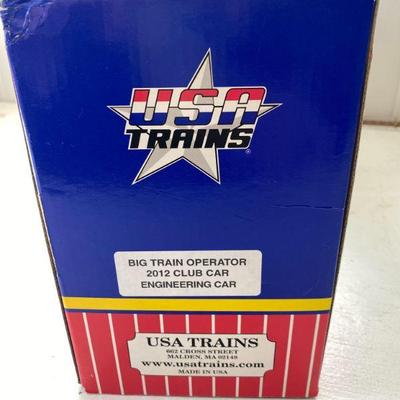 USA
TRAINS
®
BIG TRAIN OPERATOR
2012 CLUB CAR
ENGINEERING CAR
USA TRAINS
662 CROSS STREET
MALDEN, MA 02148
www.usatrains.com
MADE IN USA